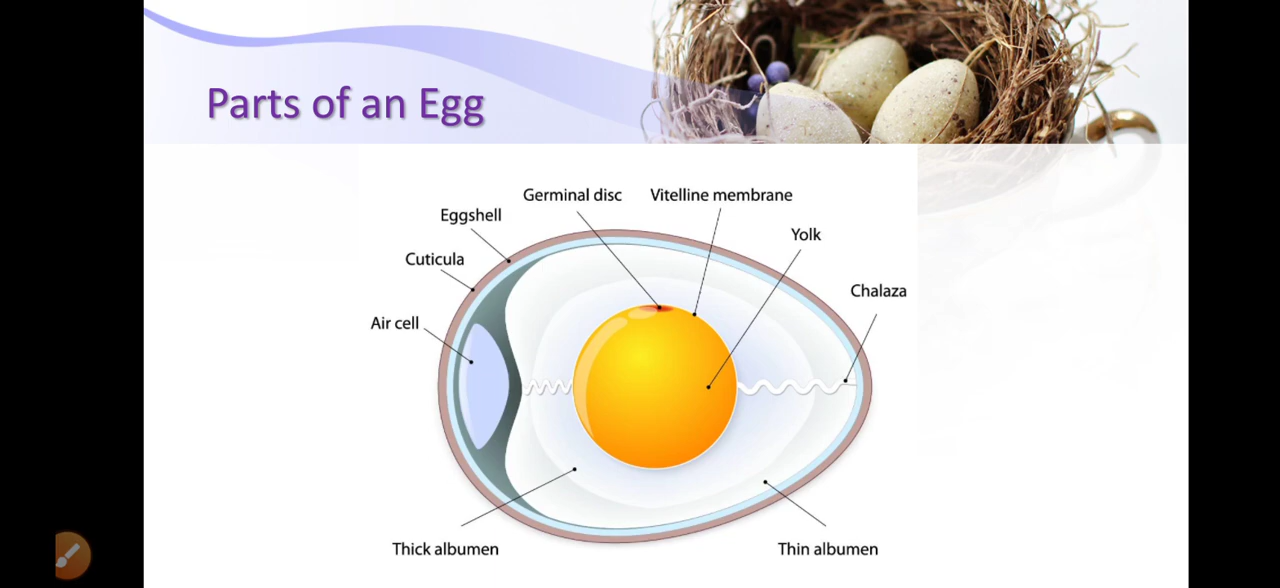 Parts of an Egg
Germinal disc
Vitelline membrane
Eggshell
Yolk
Cuticula
Chalaza
Air cell
Thick albumen
Thin albumen